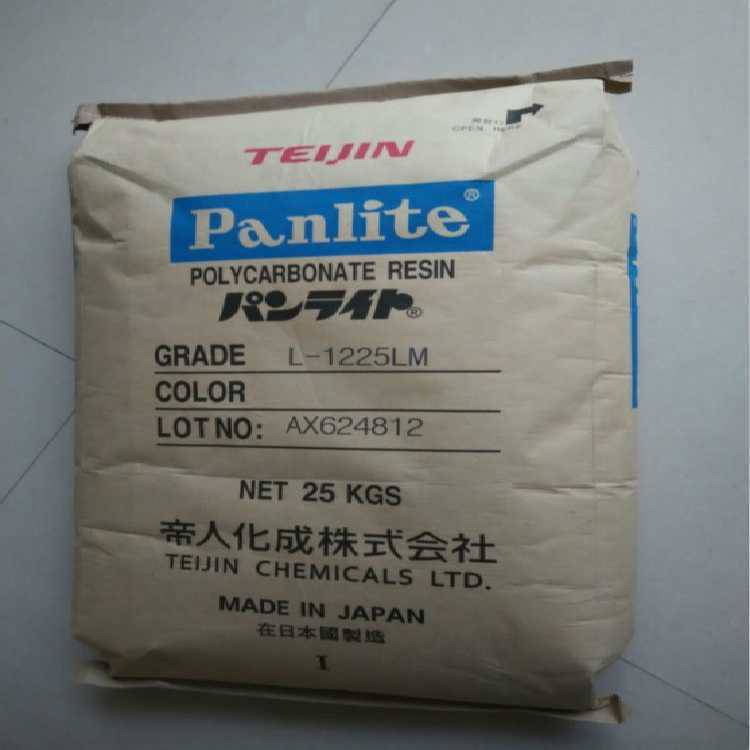 OPEN HERE
TEIJIN
Panlite®
POLYCARBONATE RESIN
パンライト®
GRADE L-1225LM
COLOR
LOT NO: AX624812
NET 25 KGS
帝人化成株式会社
TEIJIN CHEMICALS LTD.
MADE IN JAPAN
在日本國製造
I